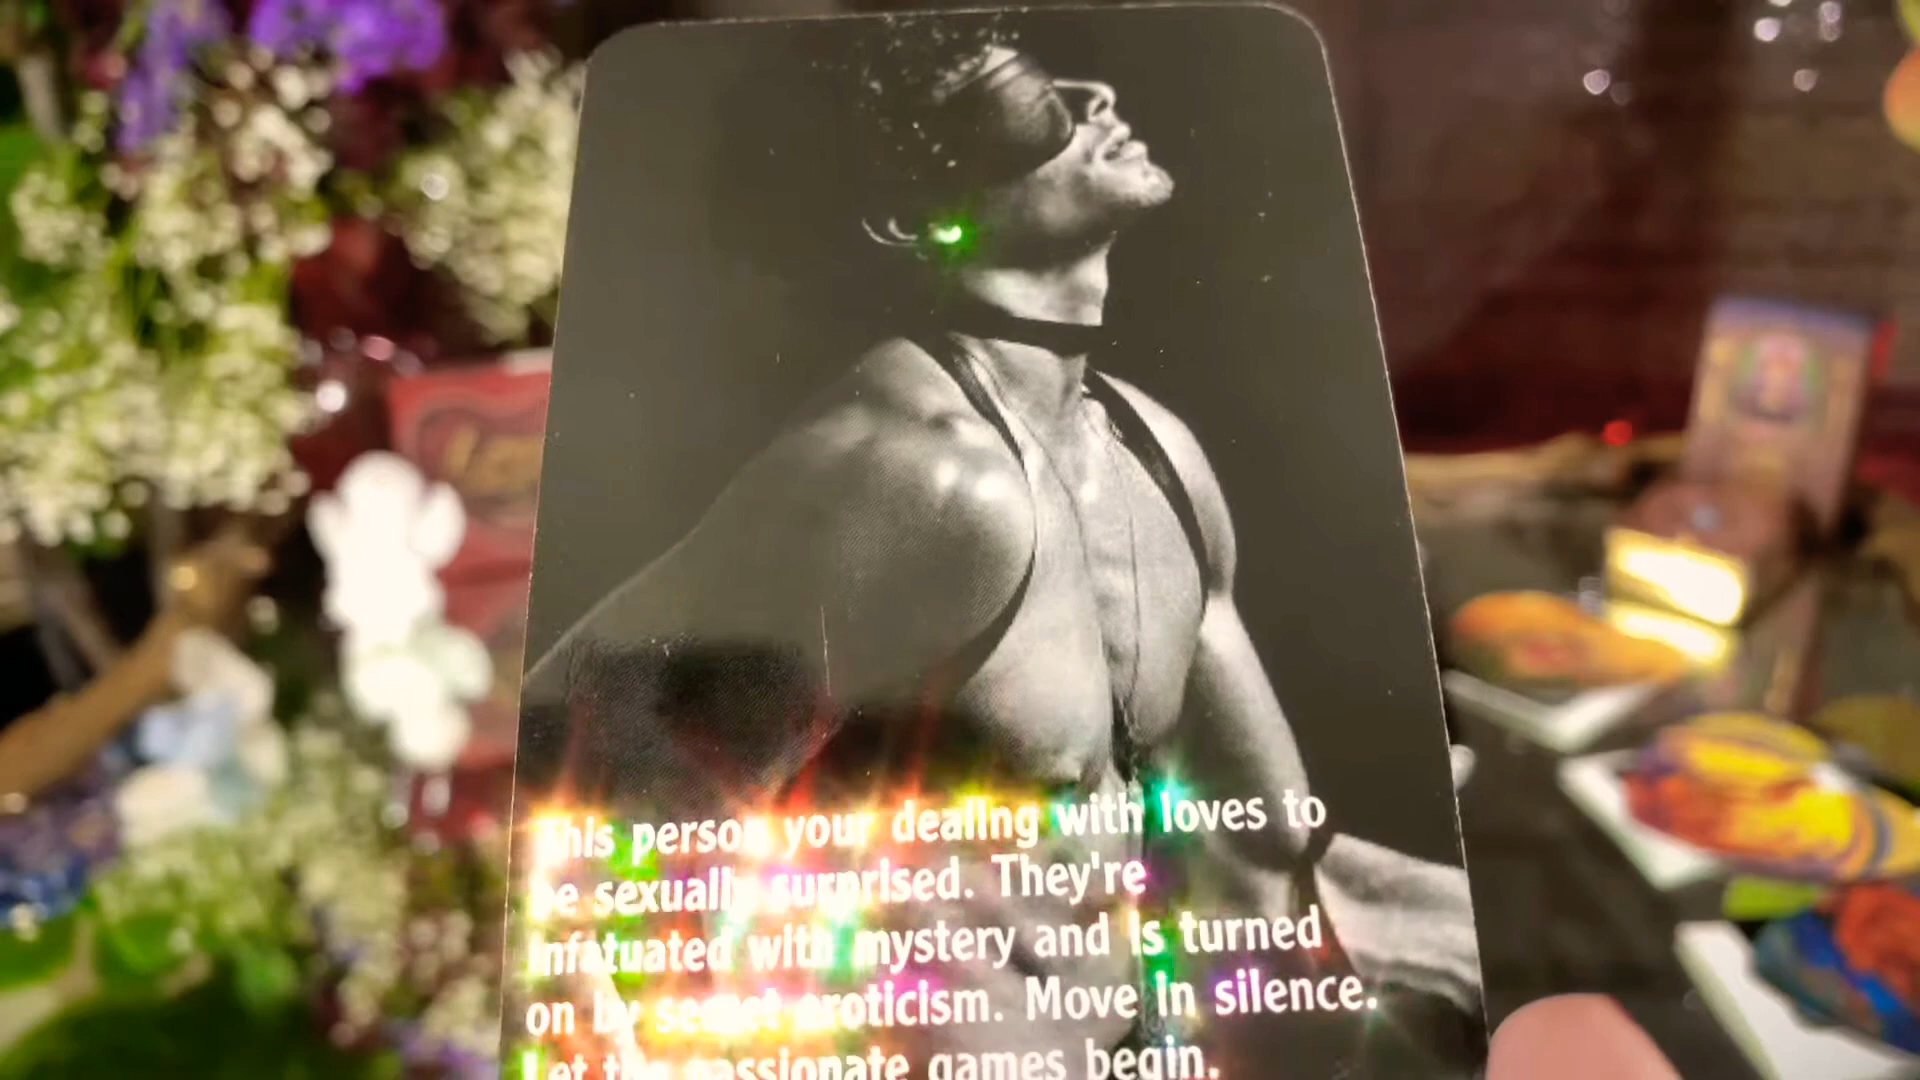 This person your dealing with loves to
be sexually surprised. They're
infatuated with mystery and is turned
on by secret eroticism. Move in silence.
Let the passionate games begin.